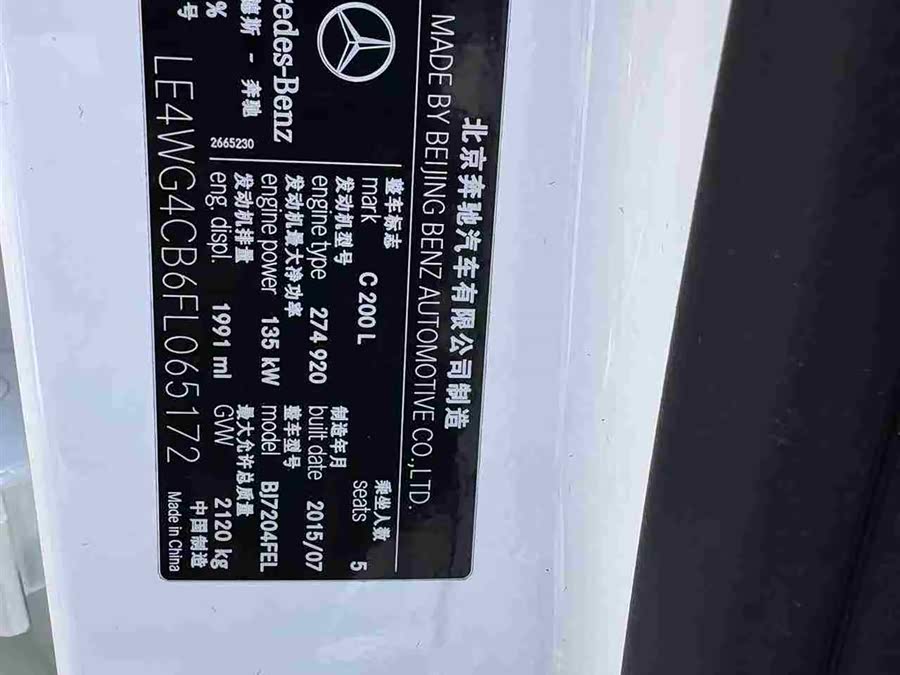 北京奔驰汽车有限公司制造
MADE BY BEIJING BENZ AUTOMOTIVE CO.,LTD.
整车标志 乘坐人数
mark C 200 L seats 5
发动机型号 制造年月
engine type 274 920 built date 2015/07
发动机最大净功率 整车型号
engine power 135 kW model BJ7204FEL
发动机排量 最大允许总质量
eng. displ. 1991 ml GVW 2120 kg
edes-Benz
德斯 - 奔驰
2665230
%
号
中国制造
LE4WG4CB6FL065172 Made in China